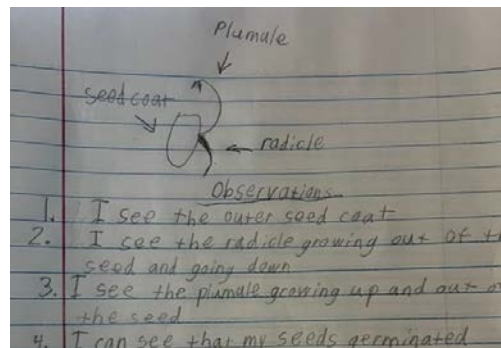 Plumule
seed coat
radicle
Observations
1. I see the outer seed coat
2. I see the radicle growing out of
seed and going down
3. I see the plumule growing up and out
the seed
4. I can see that my seeds germinated